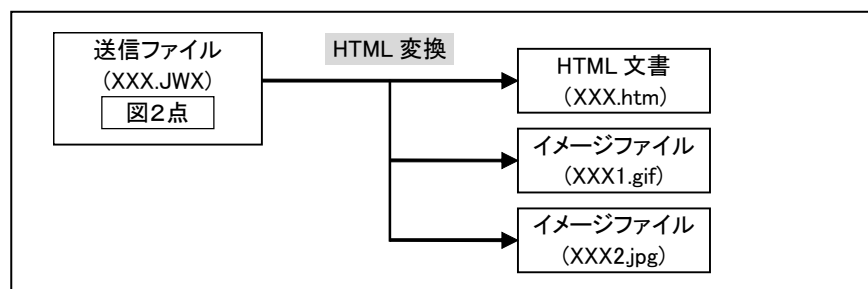 送信ファイル
(XXX.JWX)
図2点
HTML 変換
HTML 文書
(XXX.htm)
イメージファイル
(XXX1.gif)
イメージファイル
(XXX2.jpg)